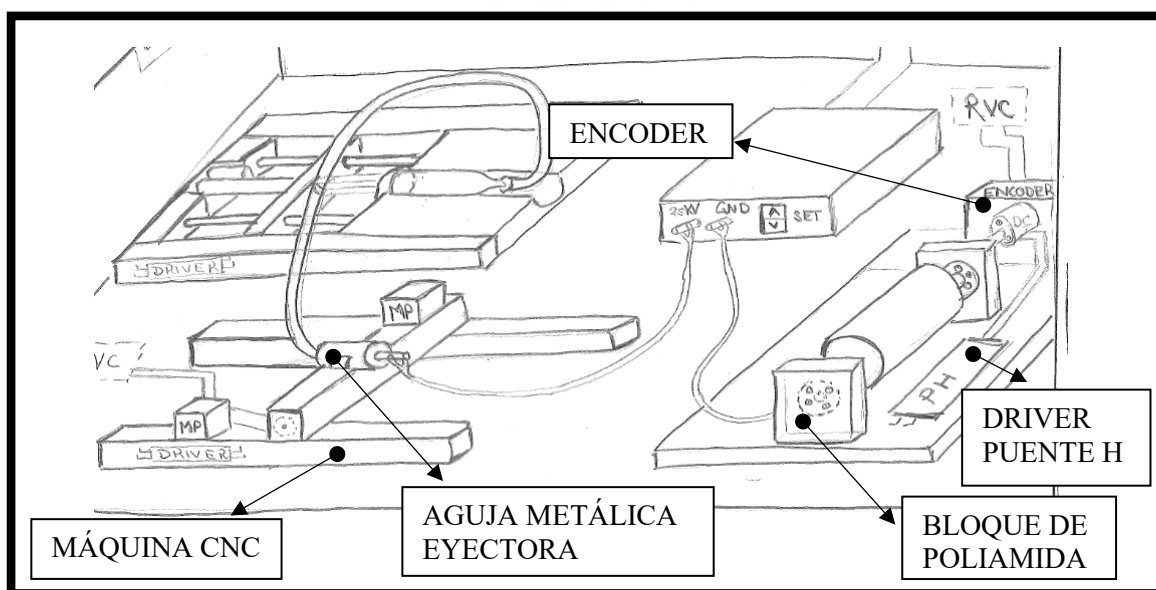 ENCODER
RVC
ENCODER
25KV GND SET
DC
DRIVER
MP
VC
MP
DRIVER
PH
DRIVER
PUENTE H
MÁQUINA CNC
AGUJA METÁLICA
EYECTORA
BLOQUE DE
POLIAMIDA